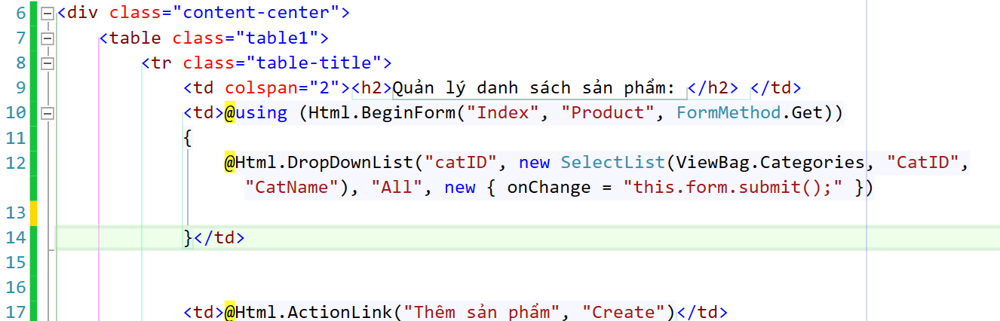 6 <div class="content-center">
7 <table class="table1">
8 <tr class="table-title">
9 <td colspan="2"><h2>Quản lý danh sách sản phẩm: </h2> </td>
10 <td>@using (Html.BeginForm("Index", "Product", FormMethod.Get))
11 {
12 @Html.DropDownList("catID", new SelectList(ViewBag.Categories, "CatID",
"CatName"), "All", new { onChange = "this.form.submit();" })
13
14 }</td>
15
16
17 <td>@Html.ActionLink("Thêm sản phẩm", "Create")</td>